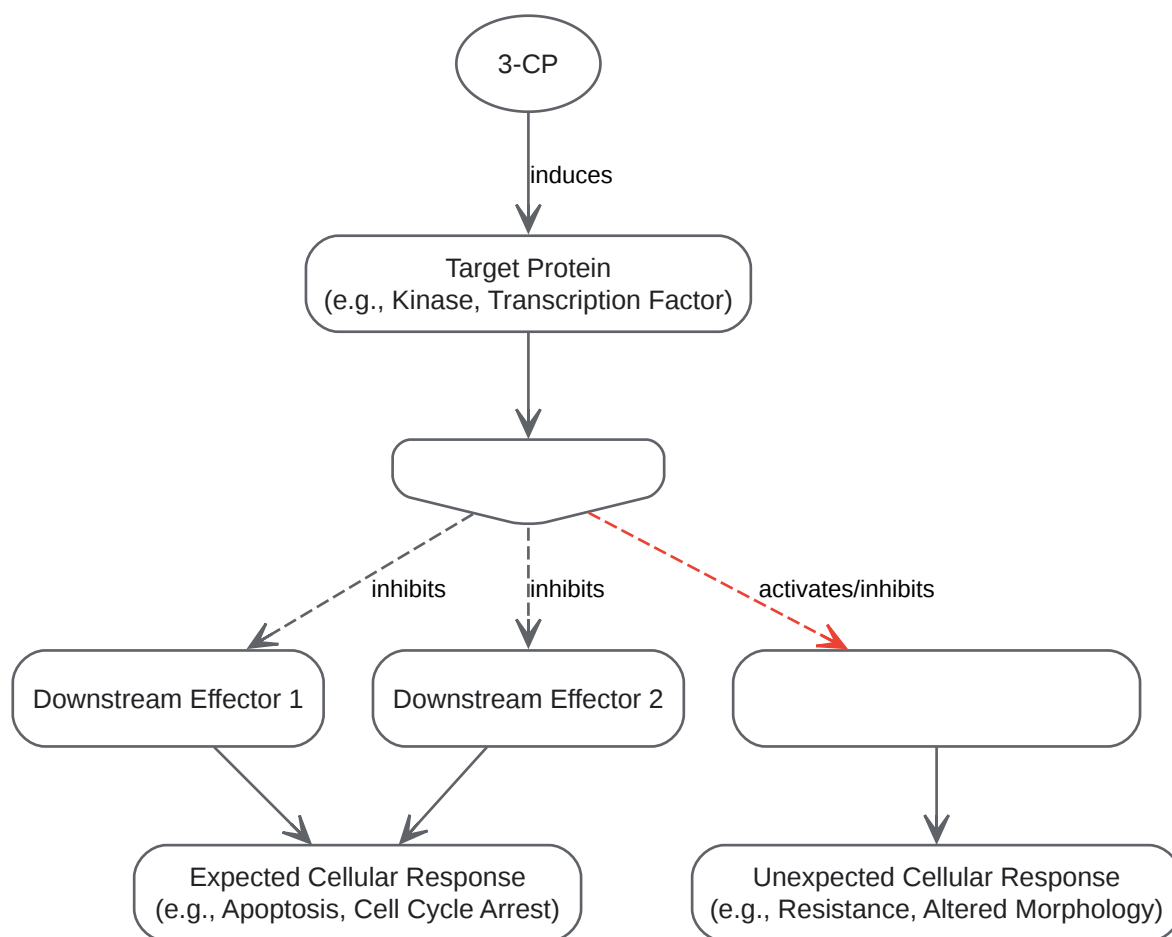 3-CP
induces
Target Protein
(e.g., Kinase, Transcription Factor)
inhibits
inhibits
activates/inhibits
Downstream Effector 1
Downstream Effector 2
Expected Cellular Response
(e.g., Apoptosis, Cell Cycle Arrest)
Unexpected Cellular Response
(e.g., Resistance, Altered Morphology)